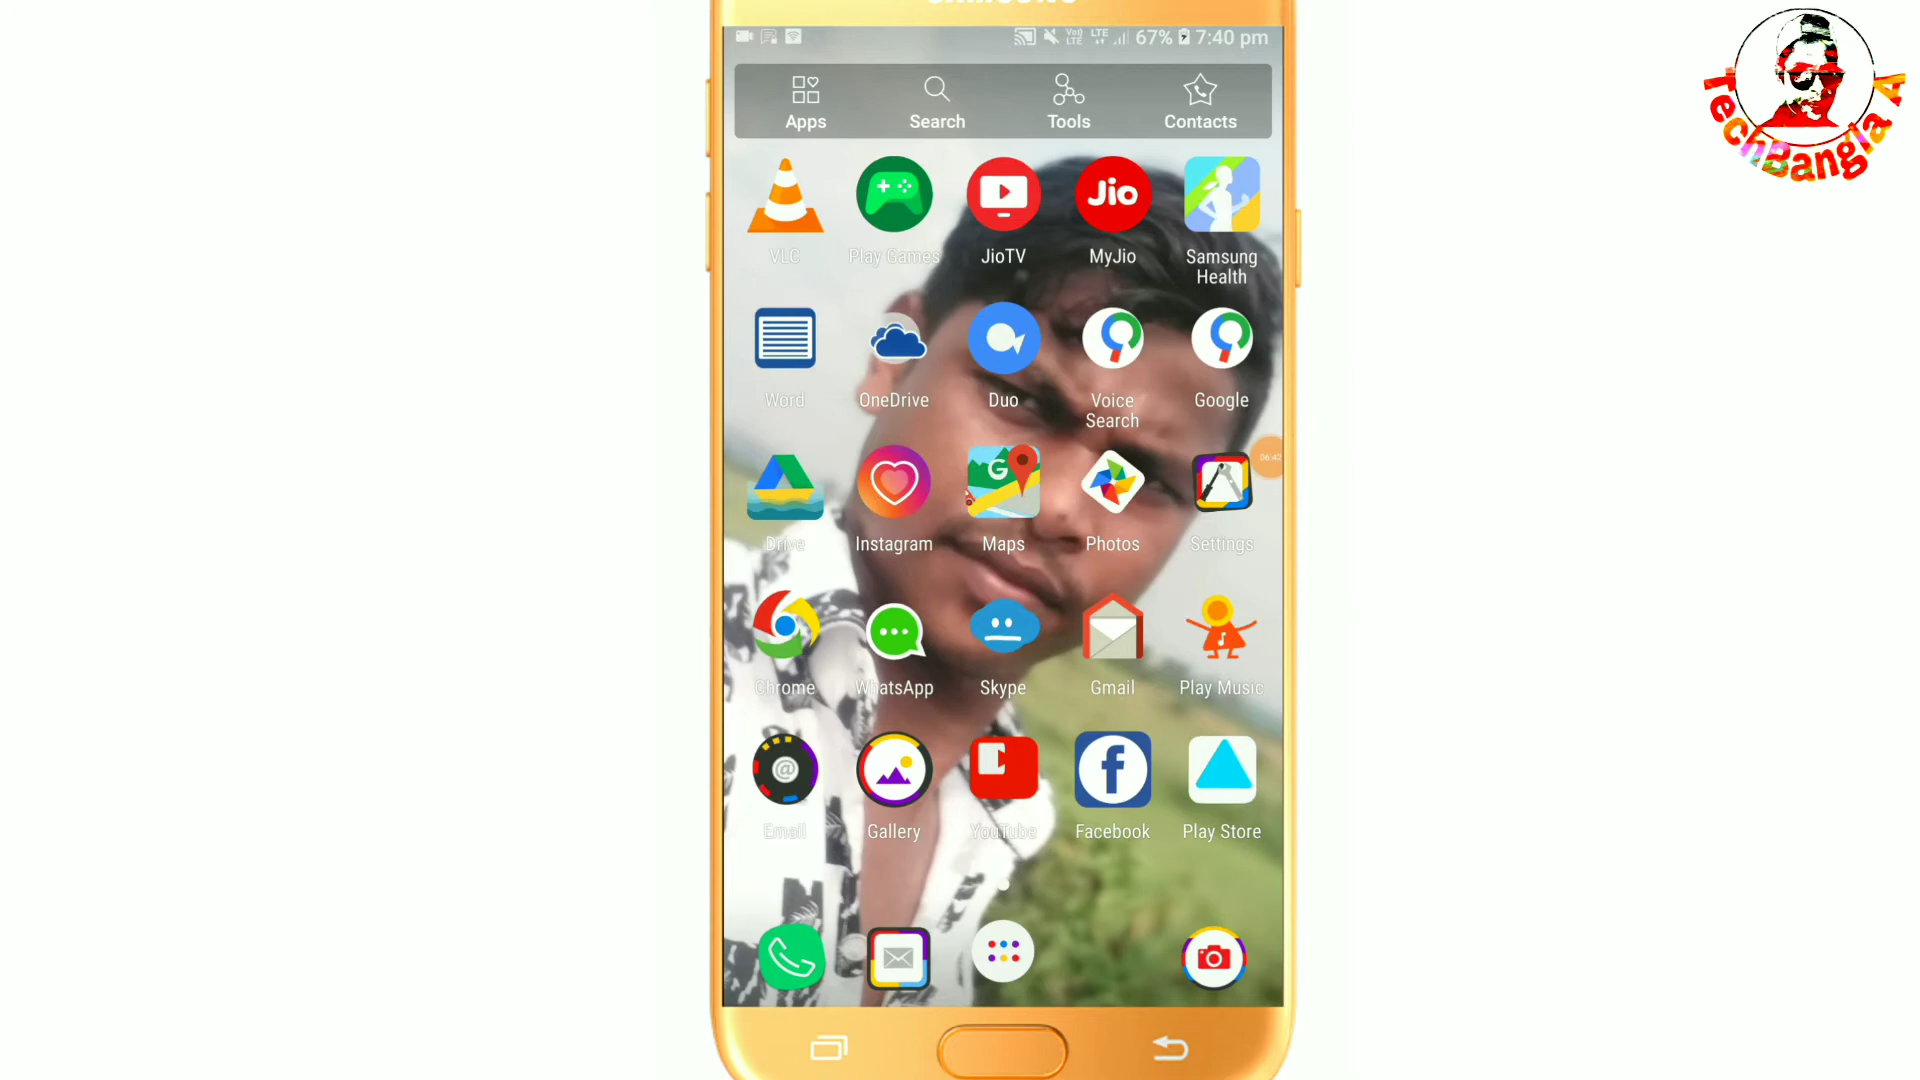 SAMSUNG
67% 7:40 pm
Apps Search Tools Contacts
VLC Play Games JioTV MyJio Samsung Health
Word OneDrive Duo Voice Search Google
Drive Instagram Maps Photos Settings
Chrome WhatsApp Skype Gmail Play Music
Email Gallery YouTube Facebook Play Store
Jio
TechBangla A